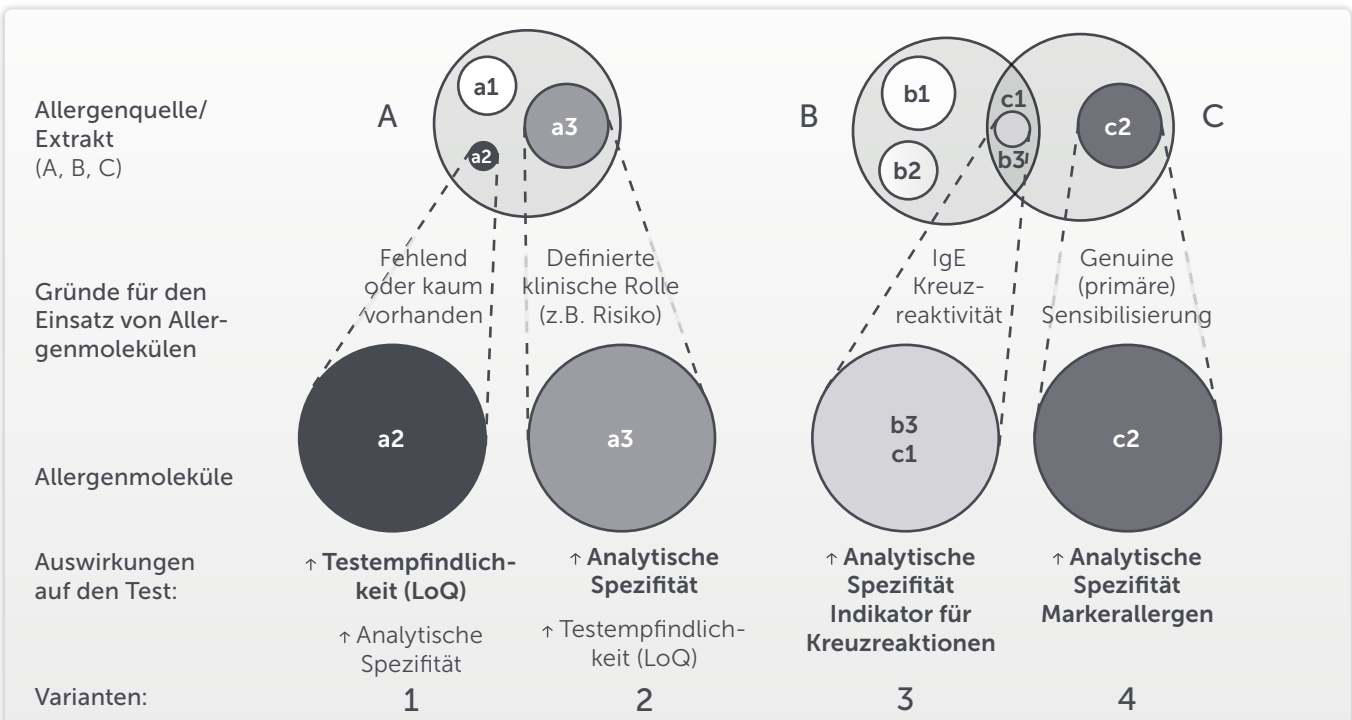 Allergenquelle/
Extrakt
(A, B, C)
A
a1
a2
a3
B
b1
b2
c1
b3
c2
C
Gründe für den
Einsatz von Aller-
genmolekülen
Fehlend
oder kaum
vorhanden
Definierte
klinische Rolle
(z.B. Risiko)
IgE
Kreuz-
reaktivität
Genuine
(primäre)
Sensibilisierung
Allergenmoleküle
a2
a3
b3
c1
c2
Auswirkungen
auf den Test:
↑ Testempfindlich-
keit (LoQ)
↑ Analytische
Spezifität
↑ Analytische
Spezifität
↑ Testempfindlich-
keit (LoQ)
↑ Analytische
Spezifität
Indikator für
Kreuzreaktionen
↑ Analytische
Spezifität
Markerallergen
Varianten:
1
2
3
4